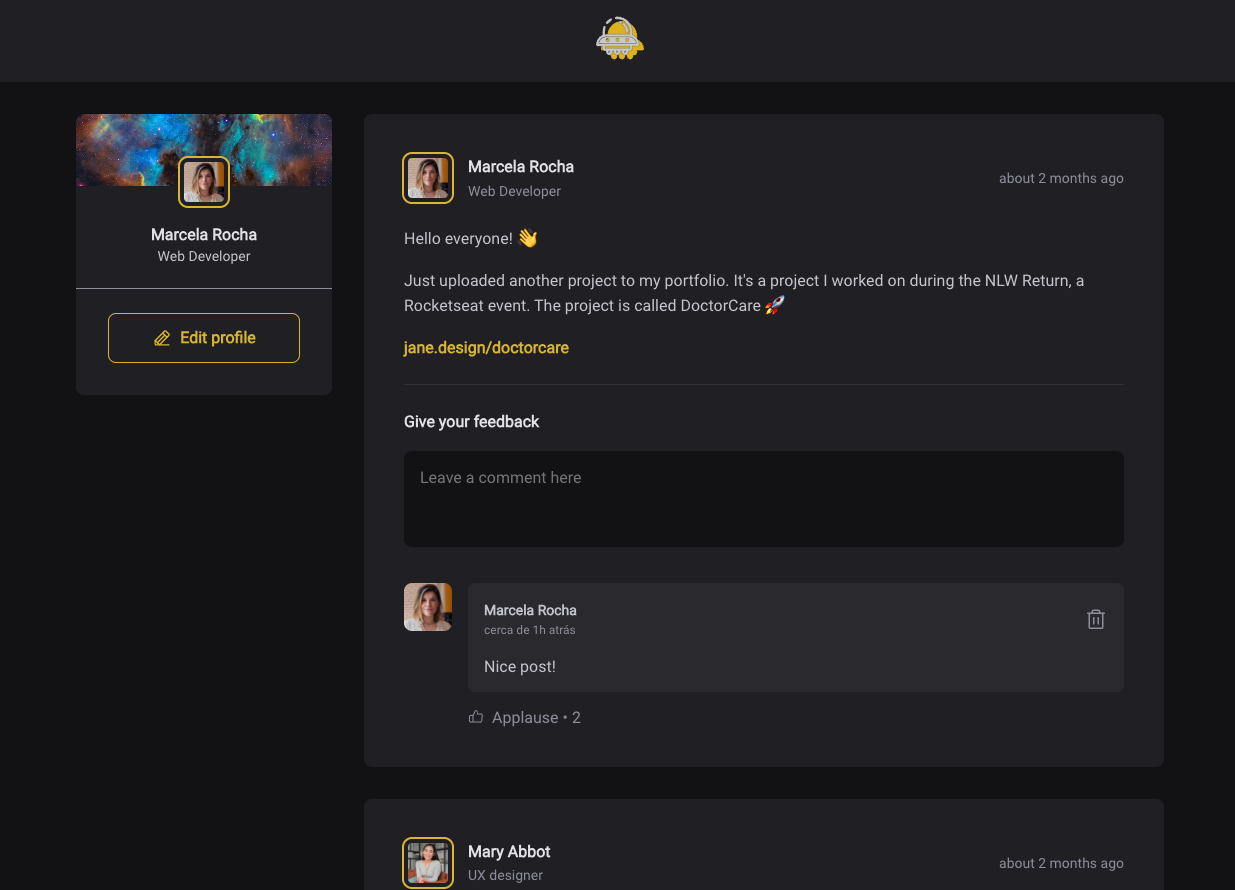 Marcela Rocha
Web Developer
Edit profile
Marcela Rocha
Web Developer
about 2 months ago
Hello everyone! 👋
Just uploaded another project to my portfolio. It's a project I worked on during the NLW Return, a
Rocketseat event. The project is called DoctorCare 🚀
jane.design/doctorcare
Give your feedback
Leave a comment here
Marcela Rocha
cerca de 1h atrás
Nice post!
Applause • 2
Mary Abbot
UX designer
about 2 months ago